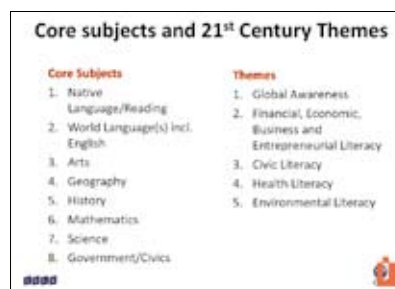 Core subjects and 21st Century Themes
Core Subjects
1. Native
Language/Reading
2. World Language(s) incl.
English
3. Arts
4. Geography
5. History
6. Mathematics
7. Science
8. Government/Civics
Themes
1. Global Awareness
2. Financial, Economic,
Business and
Entrepreneurial Literacy
3. Civic Literacy
4. Health Literacy
5. Environmental Literacy